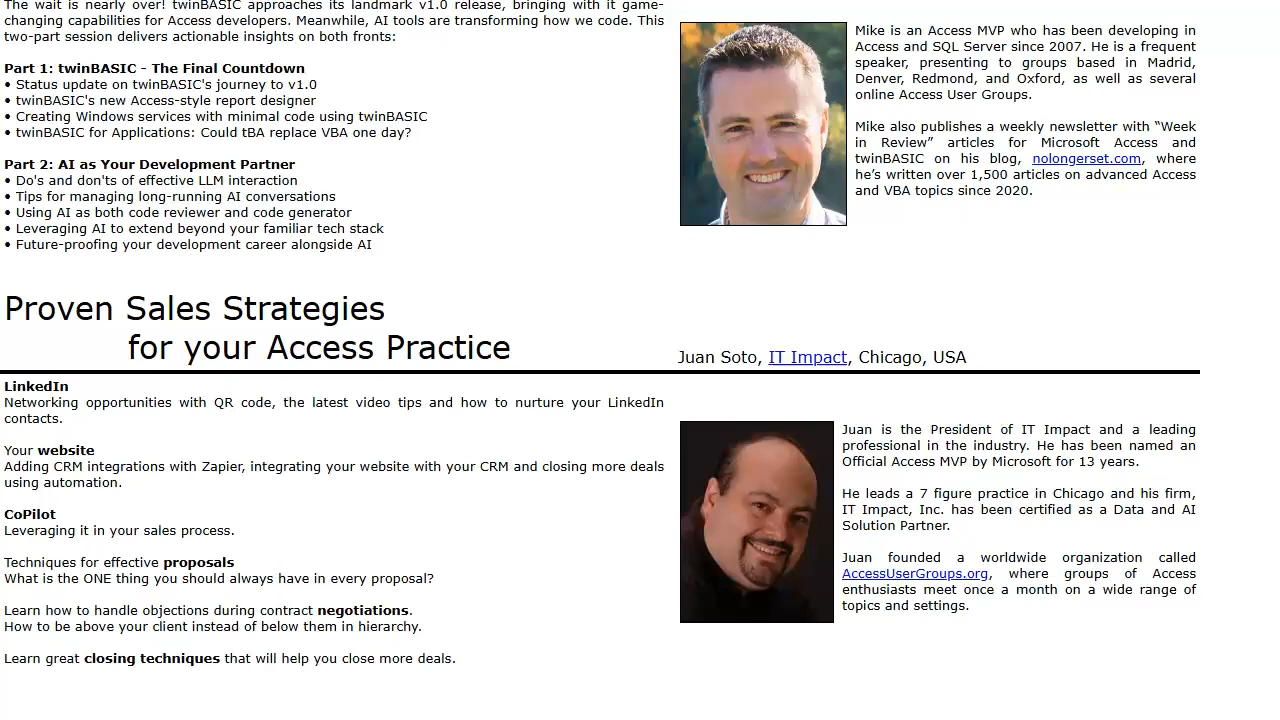 The wait is nearly over! twinBASIC approaches its landmark v1.0 release, bringing with it game-
changing capabilities for Access developers. Meanwhile, AI tools are transforming how we code. This
two-part session delivers actionable insights on both fronts:
Part 1: twinBASIC - The Final Countdown
• Status update on twinBASIC's journey to v1.0
• twinBASIC's new Access-style report designer
• Creating Windows services with minimal code using twinBASIC
• twinBASIC for Applications: Could tBA replace VBA one day?
Part 2: AI as Your Development Partner
• Do's and don'ts of effective LLM interaction
• Tips for managing long-running AI conversations
• Using AI as both code reviewer and code generator
• Leveraging AI to extend beyond your familiar tech stack
• Future-proofing your development career alongside AI
Mike is an Access MVP who has been developing in
Access and SQL Server since 2007. He is a frequent
speaker, presenting to groups based in Madrid,
Denver, Redmond, and Oxford, as well as several
online Access User Groups.
Mike also publishes a weekly newsletter with “Week
in Review” articles for Microsoft Access and
twinBASIC on his blog, nolongerset.com, where
he’s written over 1,500 articles on advanced Access
and VBA topics since 2020.
Proven Sales Strategies
for your Access Practice
Juan Soto, IT Impact, Chicago, USA
LinkedIn
Networking opportunities with QR code, the latest video tips and how to nurture your LinkedIn
contacts.
Your website
Adding CRM integrations with Zapier, integrating your website with your CRM and closing more deals
using automation.
CoPilot
Leveraging it in your sales process.
Techniques for effective proposals
What is the ONE thing you should always have in every proposal?
Learn how to handle objections during contract negotiations.
How to be above your client instead of below them in hierarchy.
Learn great closing techniques that will help you close more deals.
Juan is the President of IT Impact and a leading
professional in the industry. He has been named an
Official Access MVP by Microsoft for 13 years.
He leads a 7 figure practice in Chicago and his firm,
IT Impact, Inc. has been certified as a Data and AI
Solution Partner.
Juan founded a worldwide organization called
AccessUserGroups.org, where groups of Access
enthusiasts meet once a month on a wide range of
topics and settings.